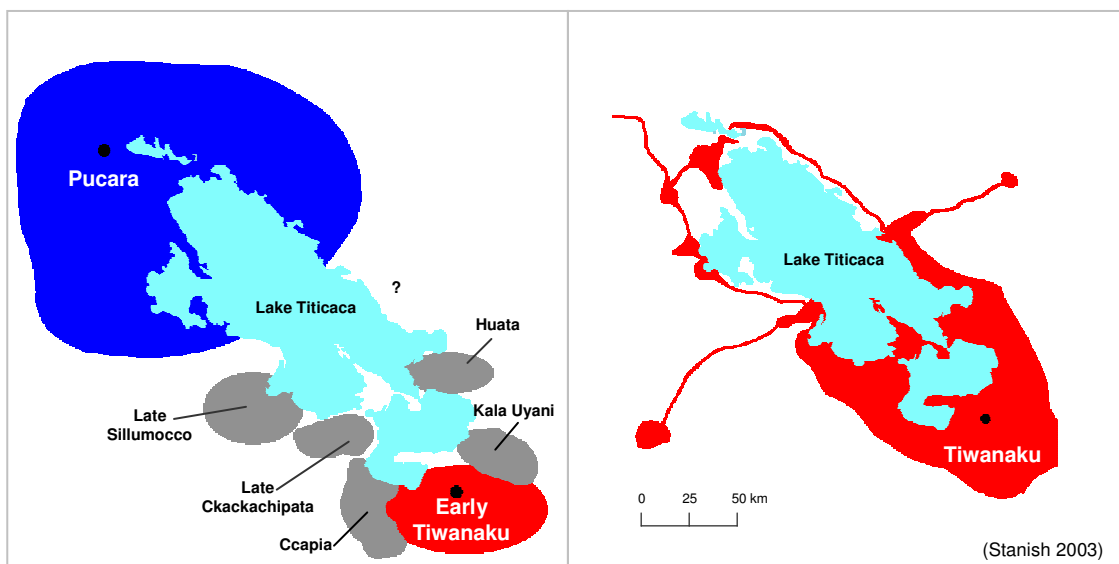 Pucara
Lake Titicaca
?
Huata
Kala Uyani
Late
Sillumocco
Late
Ckackachipata
Ccapia
Early
Tiwanaku
Lake Titicaca
Tiwanaku
0 25 50 km
(Stanish 2003)